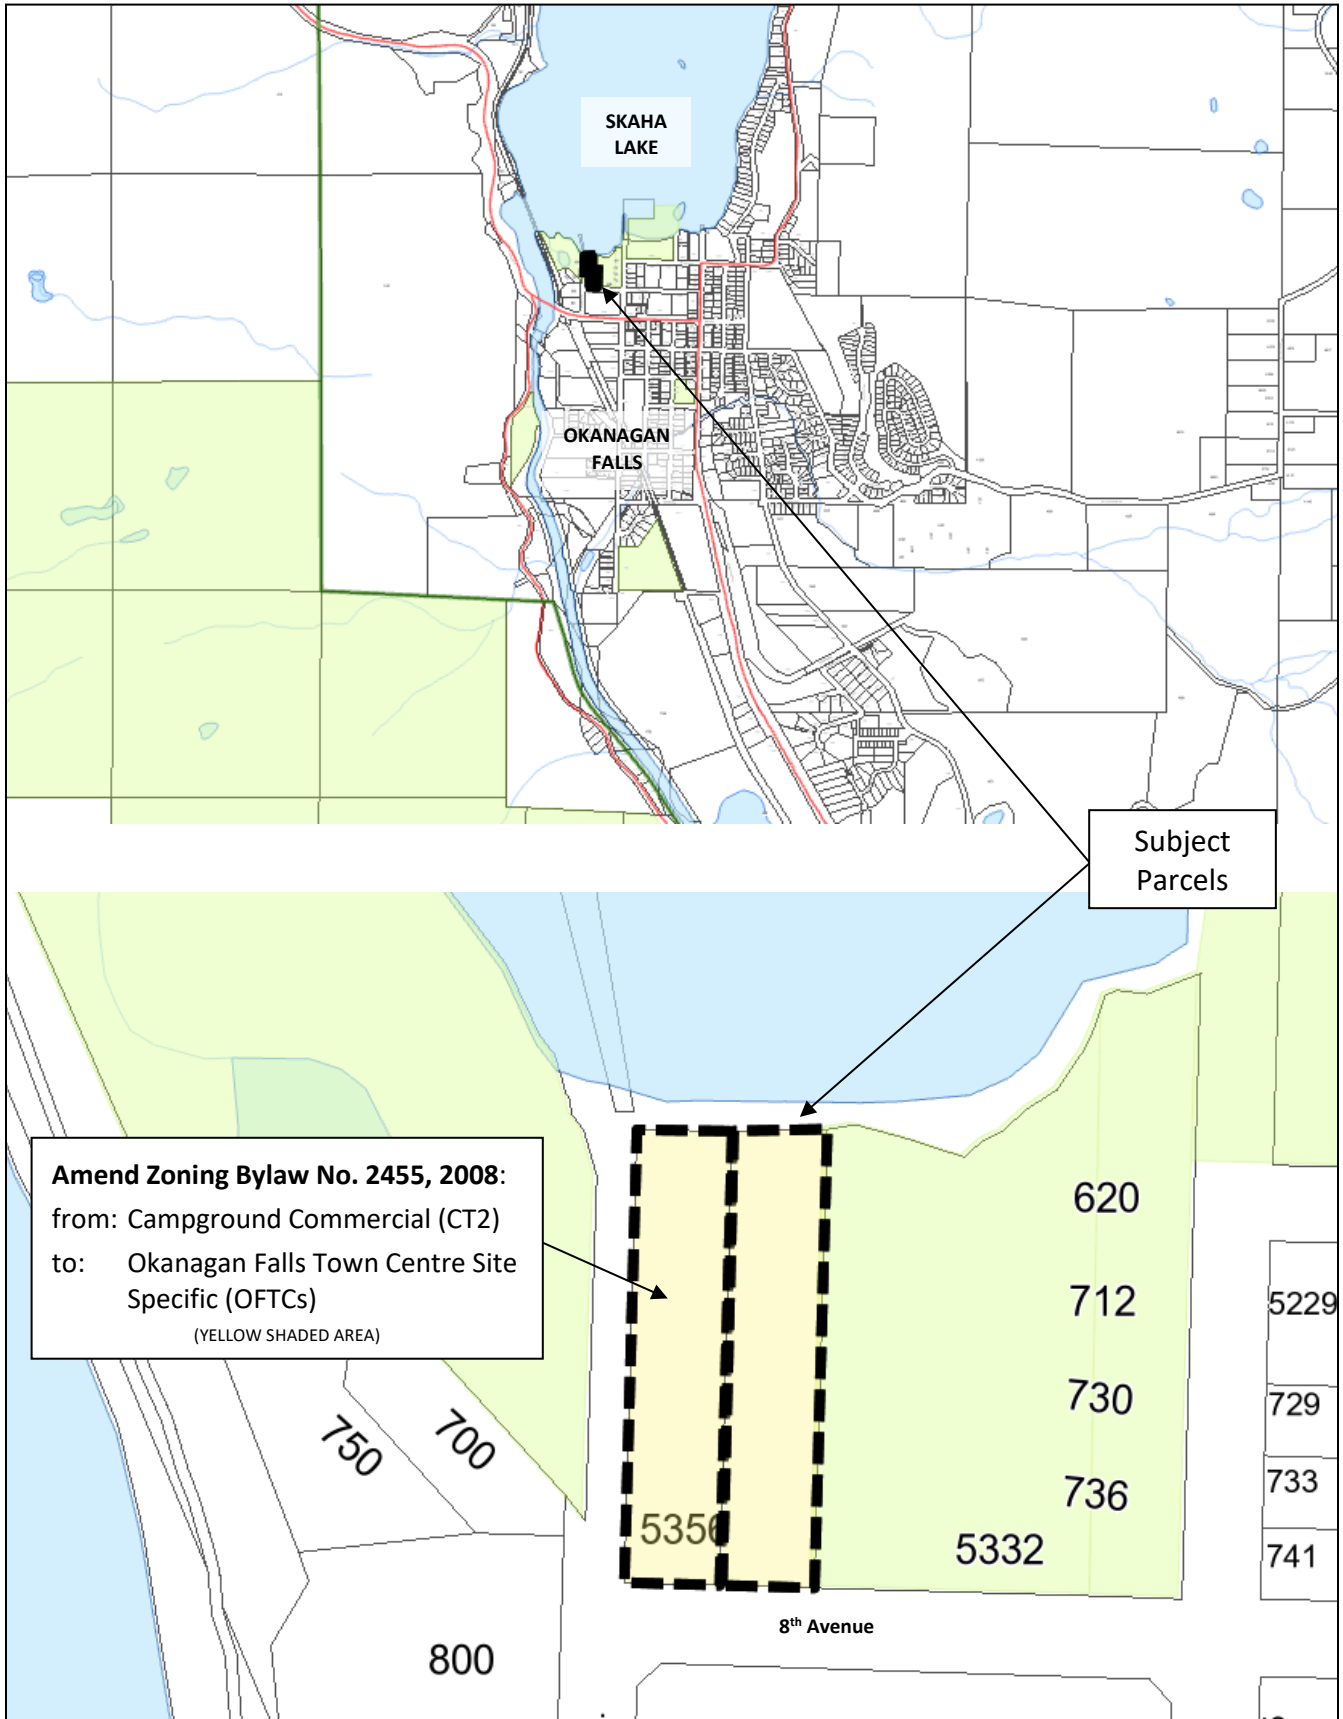 SKAHA
LAKE
OKANAGAN
FALLS
Subject
Parcels
Amend Zoning Bylaw No. 2455, 2008:
from: Campground Commercial (CT2)
to: Okanagan Falls Town Centre Site
Specific (OFTCs)
(YELLOW SHADED AREA)
620
712
5229
730
729
750
700
736
733
5356
5332
741
8th Avenue
800